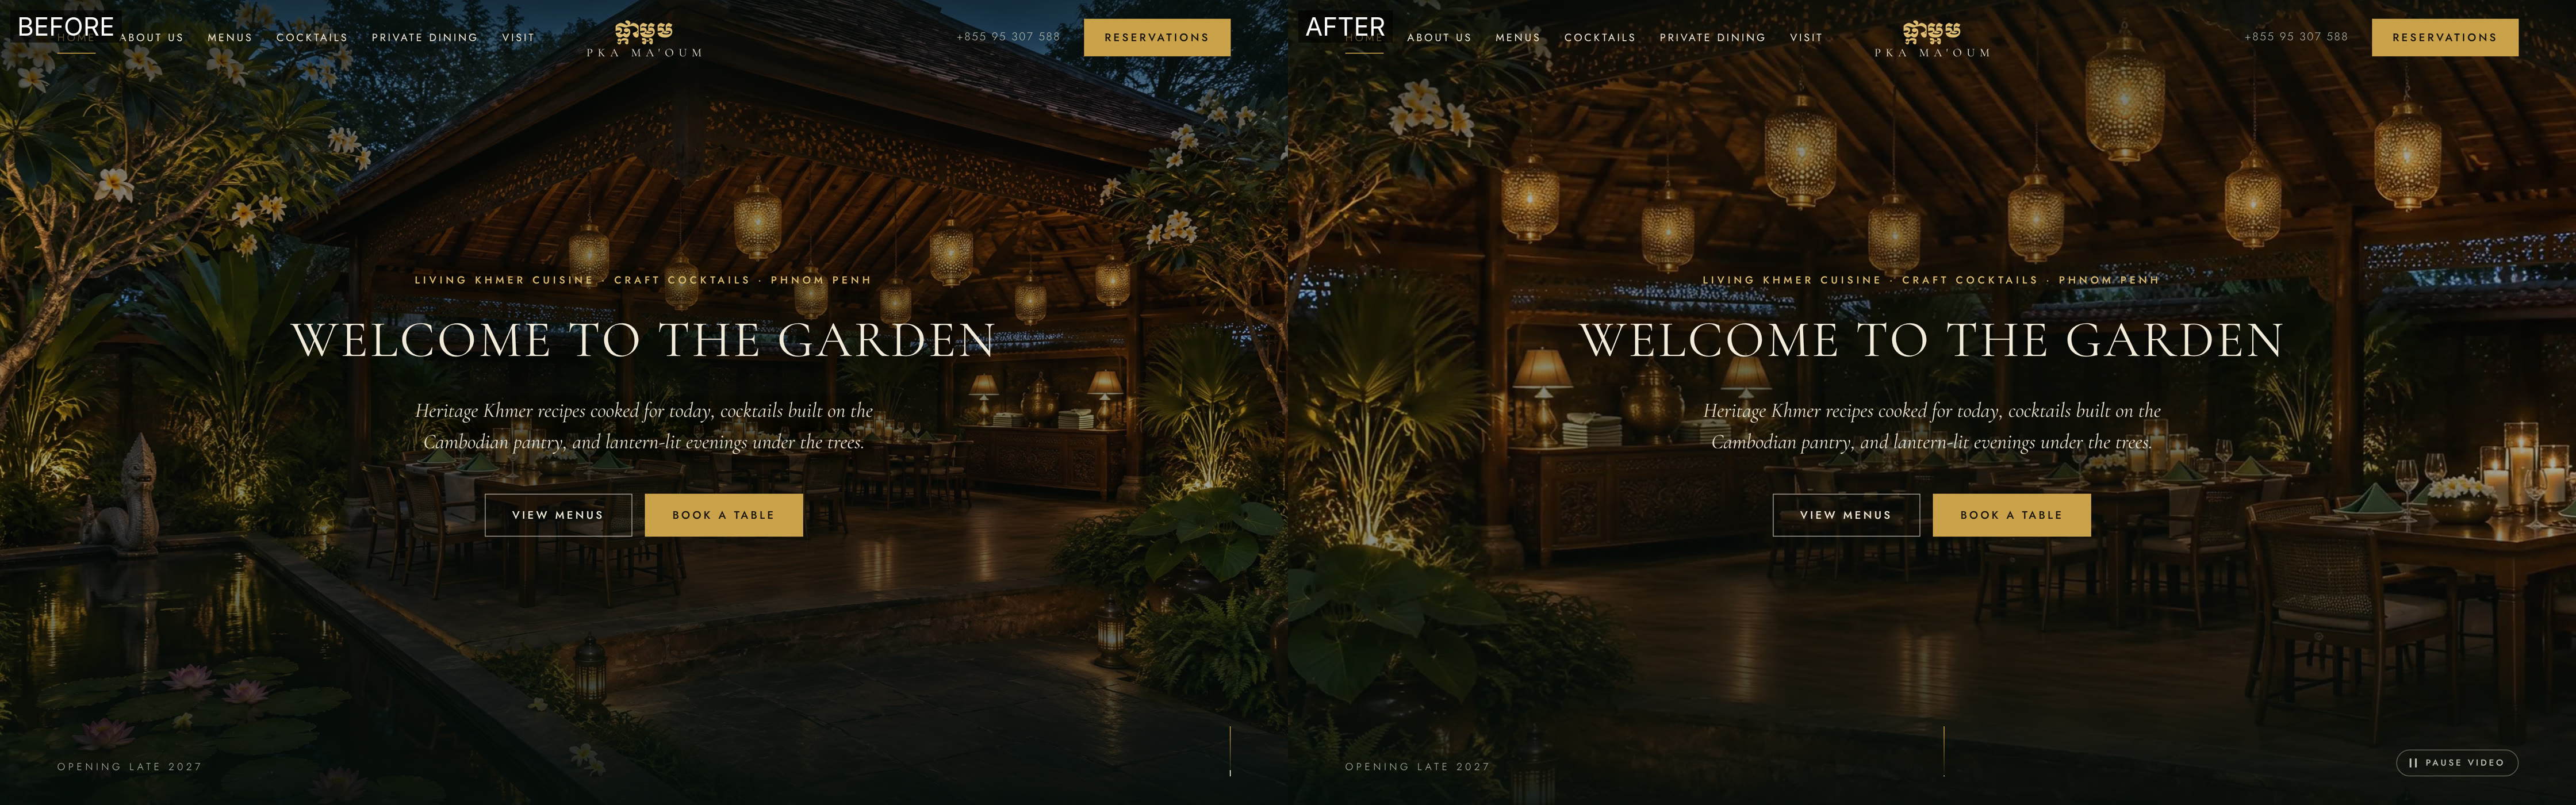 BEFORE
HOME ABOUT US MENUS COCKTAILS PRIVATE DINING VISIT
ផ្កាម្អម
PKA MA'OUM
+855 95 307 588
RESERVATIONS
LIVING KHMER CUISINE · CRAFT COCKTAILS · PHNOM PENH
WELCOME TO THE GARDEN
Heritage Khmer recipes cooked for today, cocktails built on the
Cambodian pantry, and lantern-lit evenings under the trees.
VIEW MENUS
BOOK A TABLE
OPENING LATE 2027
AFTER
HOME ABOUT US MENUS COCKTAILS PRIVATE DINING VISIT
ផ្កាម្អម
PKA MA'OUM
+855 95 307 588
RESERVATIONS
LIVING KHMER CUISINE · CRAFT COCKTAILS · PHNOM PENH
WELCOME TO THE GARDEN
Heritage Khmer recipes cooked for today, cocktails built on the
Cambodian pantry, and lantern-lit evenings under the trees.
VIEW MENUS
BOOK A TABLE
OPENING LATE 2027
PAUSE VIDEO